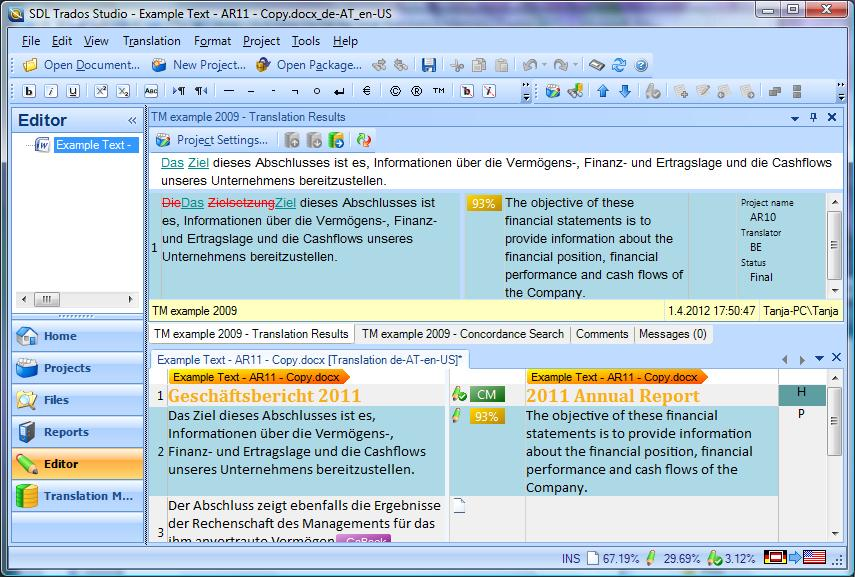 SDL Trados Studio - Example Text - AR11 - Copy.docx_de-AT_en-US
File Edit View Translation Format Project Tools Help
Open Document... New Project... Open Package...
b i u X² X₂ ABC ¶ ¶ — – - ¬ o ↵ € © ® TM
Editor «
Example Text -
Home
Projects
Files
Reports
Editor
Translation M...
TM example 2009 - Translation Results
Project Settings...
Das Ziel dieses Abschlusses ist es, Informationen über die Vermögens-, Finanz- und Ertragslage und die Cashflows
unseres Unternehmens bereitzustellen.
1
DieDas ZielsetzungZiel dieses Abschlusses ist
es, Informationen über die Vermögens-, Finanz-
und Ertragslage und die Cashflows unseres
Unternehmens bereitzustellen.
93%
The objective of these
financial statements is to
provide information about the
financial position, financial
performance and cash flows of
the Company.
Project name
AR10
Translator
BE
Status
Final
TM example 2009 1.4.2012 17:50:47 Tanja-PC\Tanja
TM example 2009 - Translation Results TM example 2009 - Concordance Search Comments Messages (0)
Example Text - AR11 - Copy.docx [Translation de-AT-en-US]*
Example Text - AR11 - Copy.docx Example Text - AR11 - Copy.docx
1 Geschäftsbericht 2011 CM 2011 Annual Report H
2
Das Ziel dieses Abschlusses ist es,
Informationen über die Vermögens-,
Finanz- und Ertragslage und die Cashflows
unseres Unternehmens bereitzustellen.
93%
The objective of these financial
statements is to provide information
about the financial position, financial
performance and cash flows of the
Company.
P
3
Der Abschluss zeigt ebenfalls die Ergebnisse
der Rechenschaft des Managements für das
ihm anvertraute Vermögen. GoBack
INS 67.19% 29.69% 3.12%